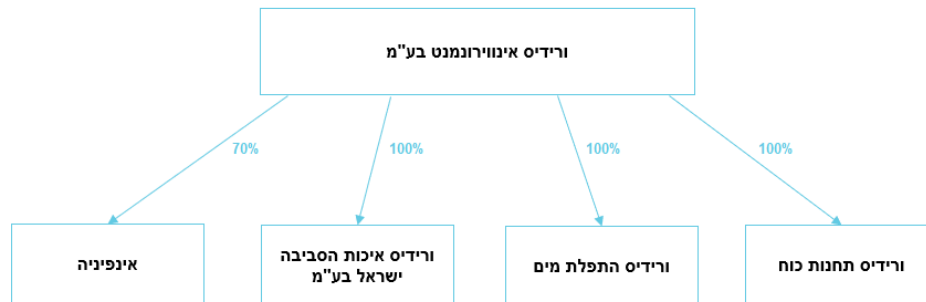 ורידיס אינווירונמנט בע"מ
100%
100%
100%
70%
ורידיס תחנות כוח
ורידיס התפלת מים
ורידיס איכות הסביבה
ישראל בע"מ
אינפיניה